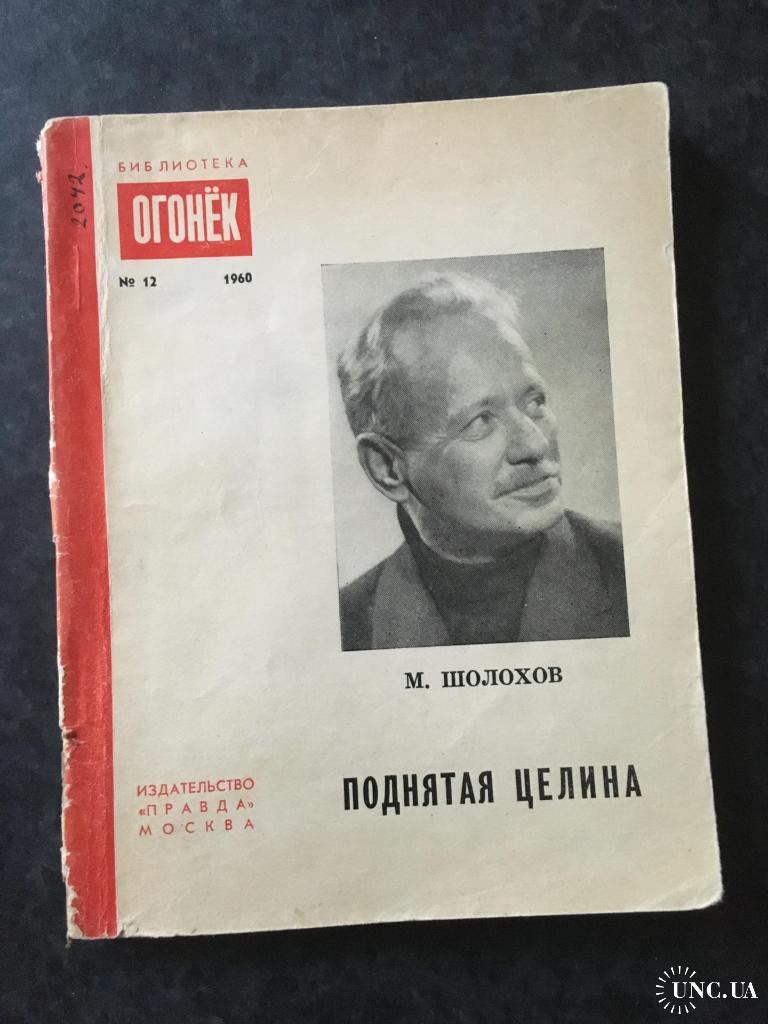 2042.
БИБЛИОТЕКА
ОГОНЁК
№ 12 1960
М. ШОЛОХОВ
ПОДНЯТАЯ ЦЕЛИНА
ИЗДАТЕЛЬСТВО
«ПРАВДА»
МОСКВА
UNC.UA